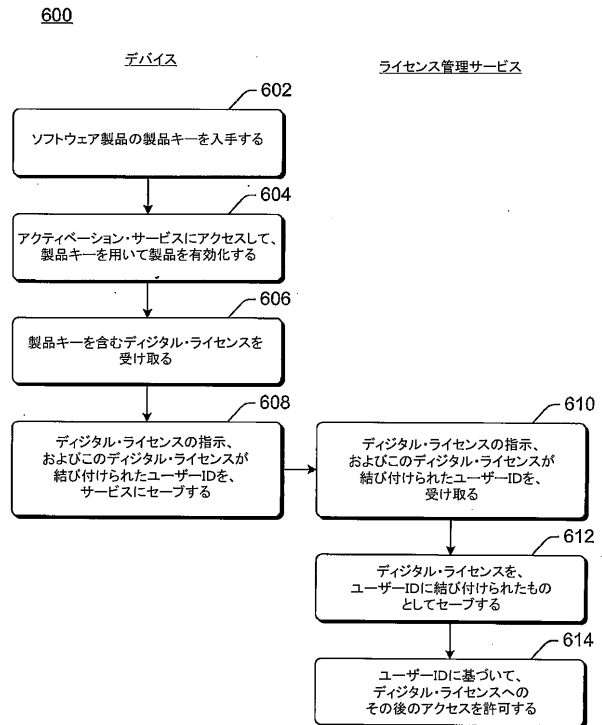 600
デバイス
ライセンス管理サービス
602
ソフトウェア製品の製品キーを入手する
604
アクティベーション・サービスにアクセスして、
製品キーを用いて製品を有効化する
606
製品キーを含むディジタル・ライセンスを
受け取る
608
ディジタル・ライセンスの指示、
およびこのディジタル・ライセンスが
結び付けられたユーザーIDを、
サービスにセーブする
610
ディジタル・ライセンスの指示、
およびこのディジタル・ライセンスが
結び付けられたユーザーIDを、
受け取る
612
ディジタル・ライセンスを、
ユーザーIDに結び付けられたもの
としてセーブする
614
ユーザーIDに基づいて、
ディジタル・ライセンスへの
その後のアクセスを許可する